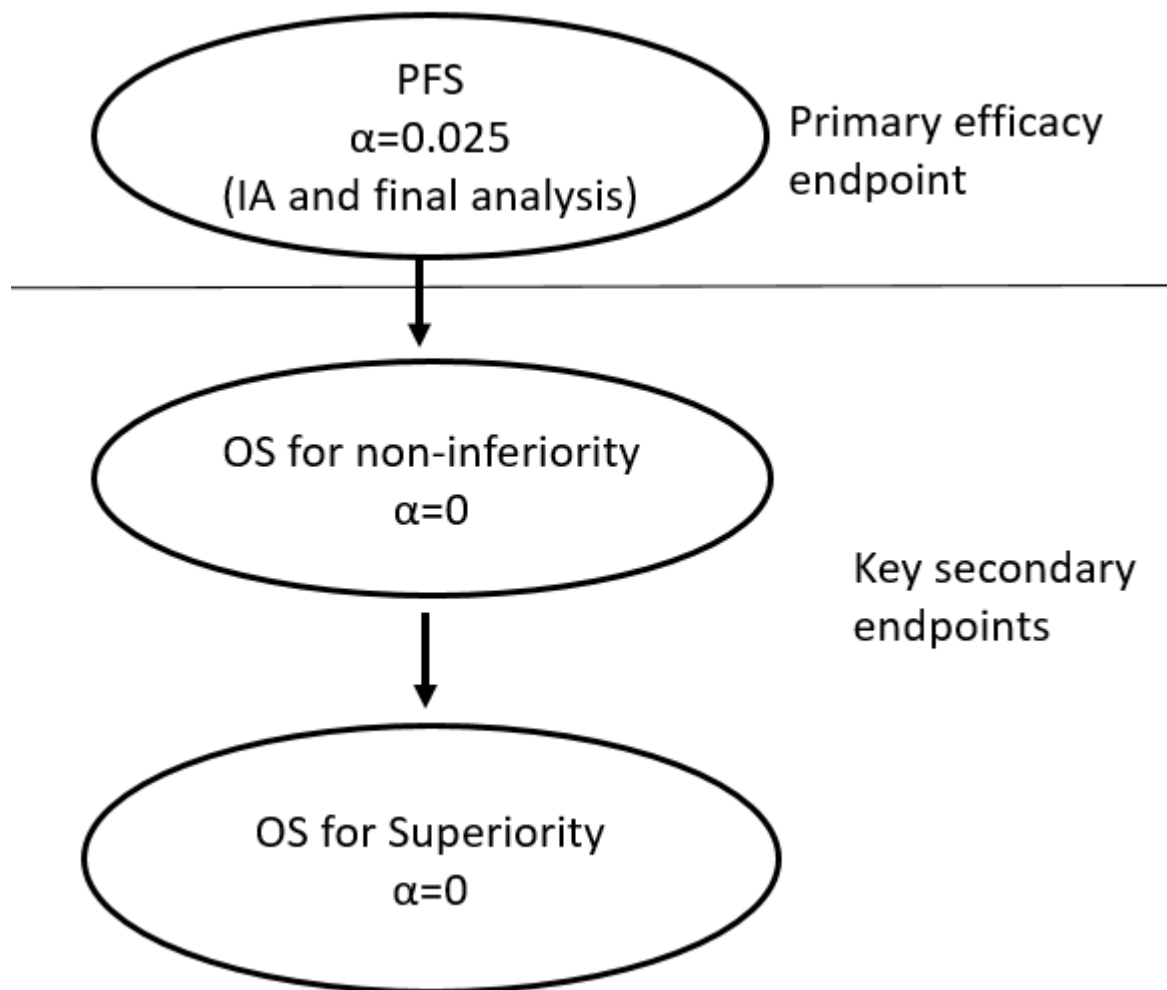 PFS
α=0.025
(IA and final analysis)
Primary efficacy
endpoint
OS for non-inferiority
α=0
Key secondary
endpoints
OS for Superiority
α=0